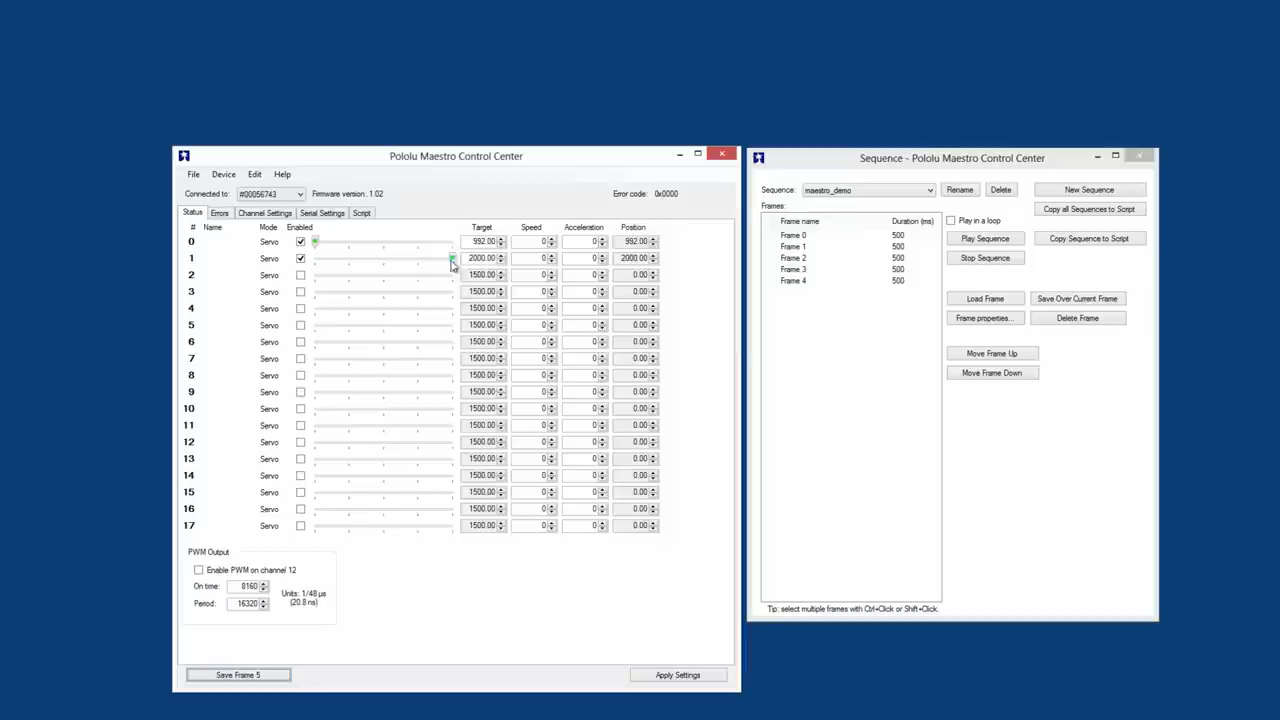 Pololu Maestro Control Center
File Device Edit Help
Connected to: #00056743 Firmware version: 1.02 Error code: 0x0000
Status Errors Channel Settings Serial Settings Script
# Name Mode Enabled Target Speed Acceleration Position
0 Servo 992.00 0 0 992.00
1 Servo 2000.00 0 0 2000.00
2 Servo 1500.00 0 0 0.00
3 Servo 1500.00 0 0 0.00
4 Servo 1500.00 0 0 0.00
5 Servo 1500.00 0 0 0.00
6 Servo 1500.00 0 0 0.00
7 Servo 1500.00 0 0 0.00
8 Servo 1500.00 0 0 0.00
9 Servo 1500.00 0 0 0.00
10 Servo 1500.00 0 0 0.00
11 Servo 1500.00 0 0 0.00
12 Servo 1500.00 0 0 0.00
13 Servo 1500.00 0 0 0.00
14 Servo 1500.00 0 0 0.00
15 Servo 1500.00 0 0 0.00
16 Servo 1500.00 0 0 0.00
17 Servo 1500.00 0 0 0.00
PWM Output
Enable PWM on channel 12
On time: 8160
Period: 16320
Units: 1/48 µs
(20.8 ns)
Save Frame 5 Apply Settings
Sequence - Pololu Maestro Control Center
Sequence: maestro_demo Rename Delete New Sequence
Frames: Copy all Sequences to Script
Frame name Duration (ms) Play in a loop
Frame 0 500 Play Sequence Copy Sequence to Script
Frame 1 500
Frame 2 500 Stop Sequence
Frame 3 500
Frame 4 500
Load Frame Save Over Current Frame
Frame properties... Delete Frame
Move Frame Up
Move Frame Down
Tip: select multiple frames with Ctrl+Click or Shift+Click.